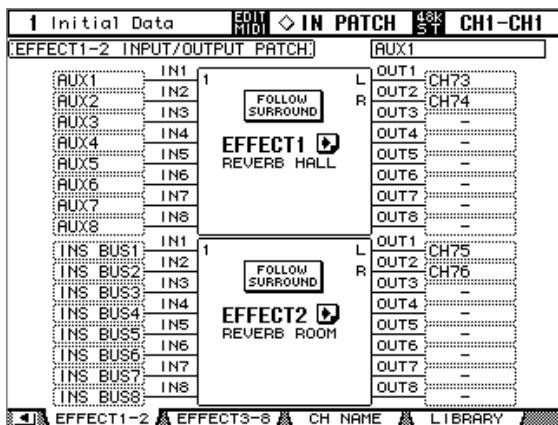 1 Initial Data EDIT MIDI ◇ IN PATCH 48k ST CH1-CH1
EFFECT1-2 INPUT/OUTPUT PATCH AUX1
AUX1 IN1 1 L OUT1 CH73
AUX2 IN2 R OUT2 CH74
AUX3 IN3 FOLLOW SURROUND OUT3 –
AUX4 IN4 EFFECT1 OUT4 –
AUX5 IN5 REVERB HALL OUT5 –
AUX6 IN6 OUT6 –
AUX7 IN7 OUT7 –
AUX8 IN8 OUT8 –
INS BUS1 IN1 1 L OUT1 CH75
INS BUS2 IN2 R OUT2 CH76
INS BUS3 IN3 FOLLOW SURROUND OUT3 –
INS BUS4 IN4 EFFECT2 OUT4 –
INS BUS5 IN5 REVERB ROOM OUT5 –
INS BUS6 IN6 OUT6 –
INS BUS7 IN7 OUT7 –
INS BUS8 IN8 OUT8 –
EFFECT1-2 EFFECT3-8 CH NAME LIBRARY